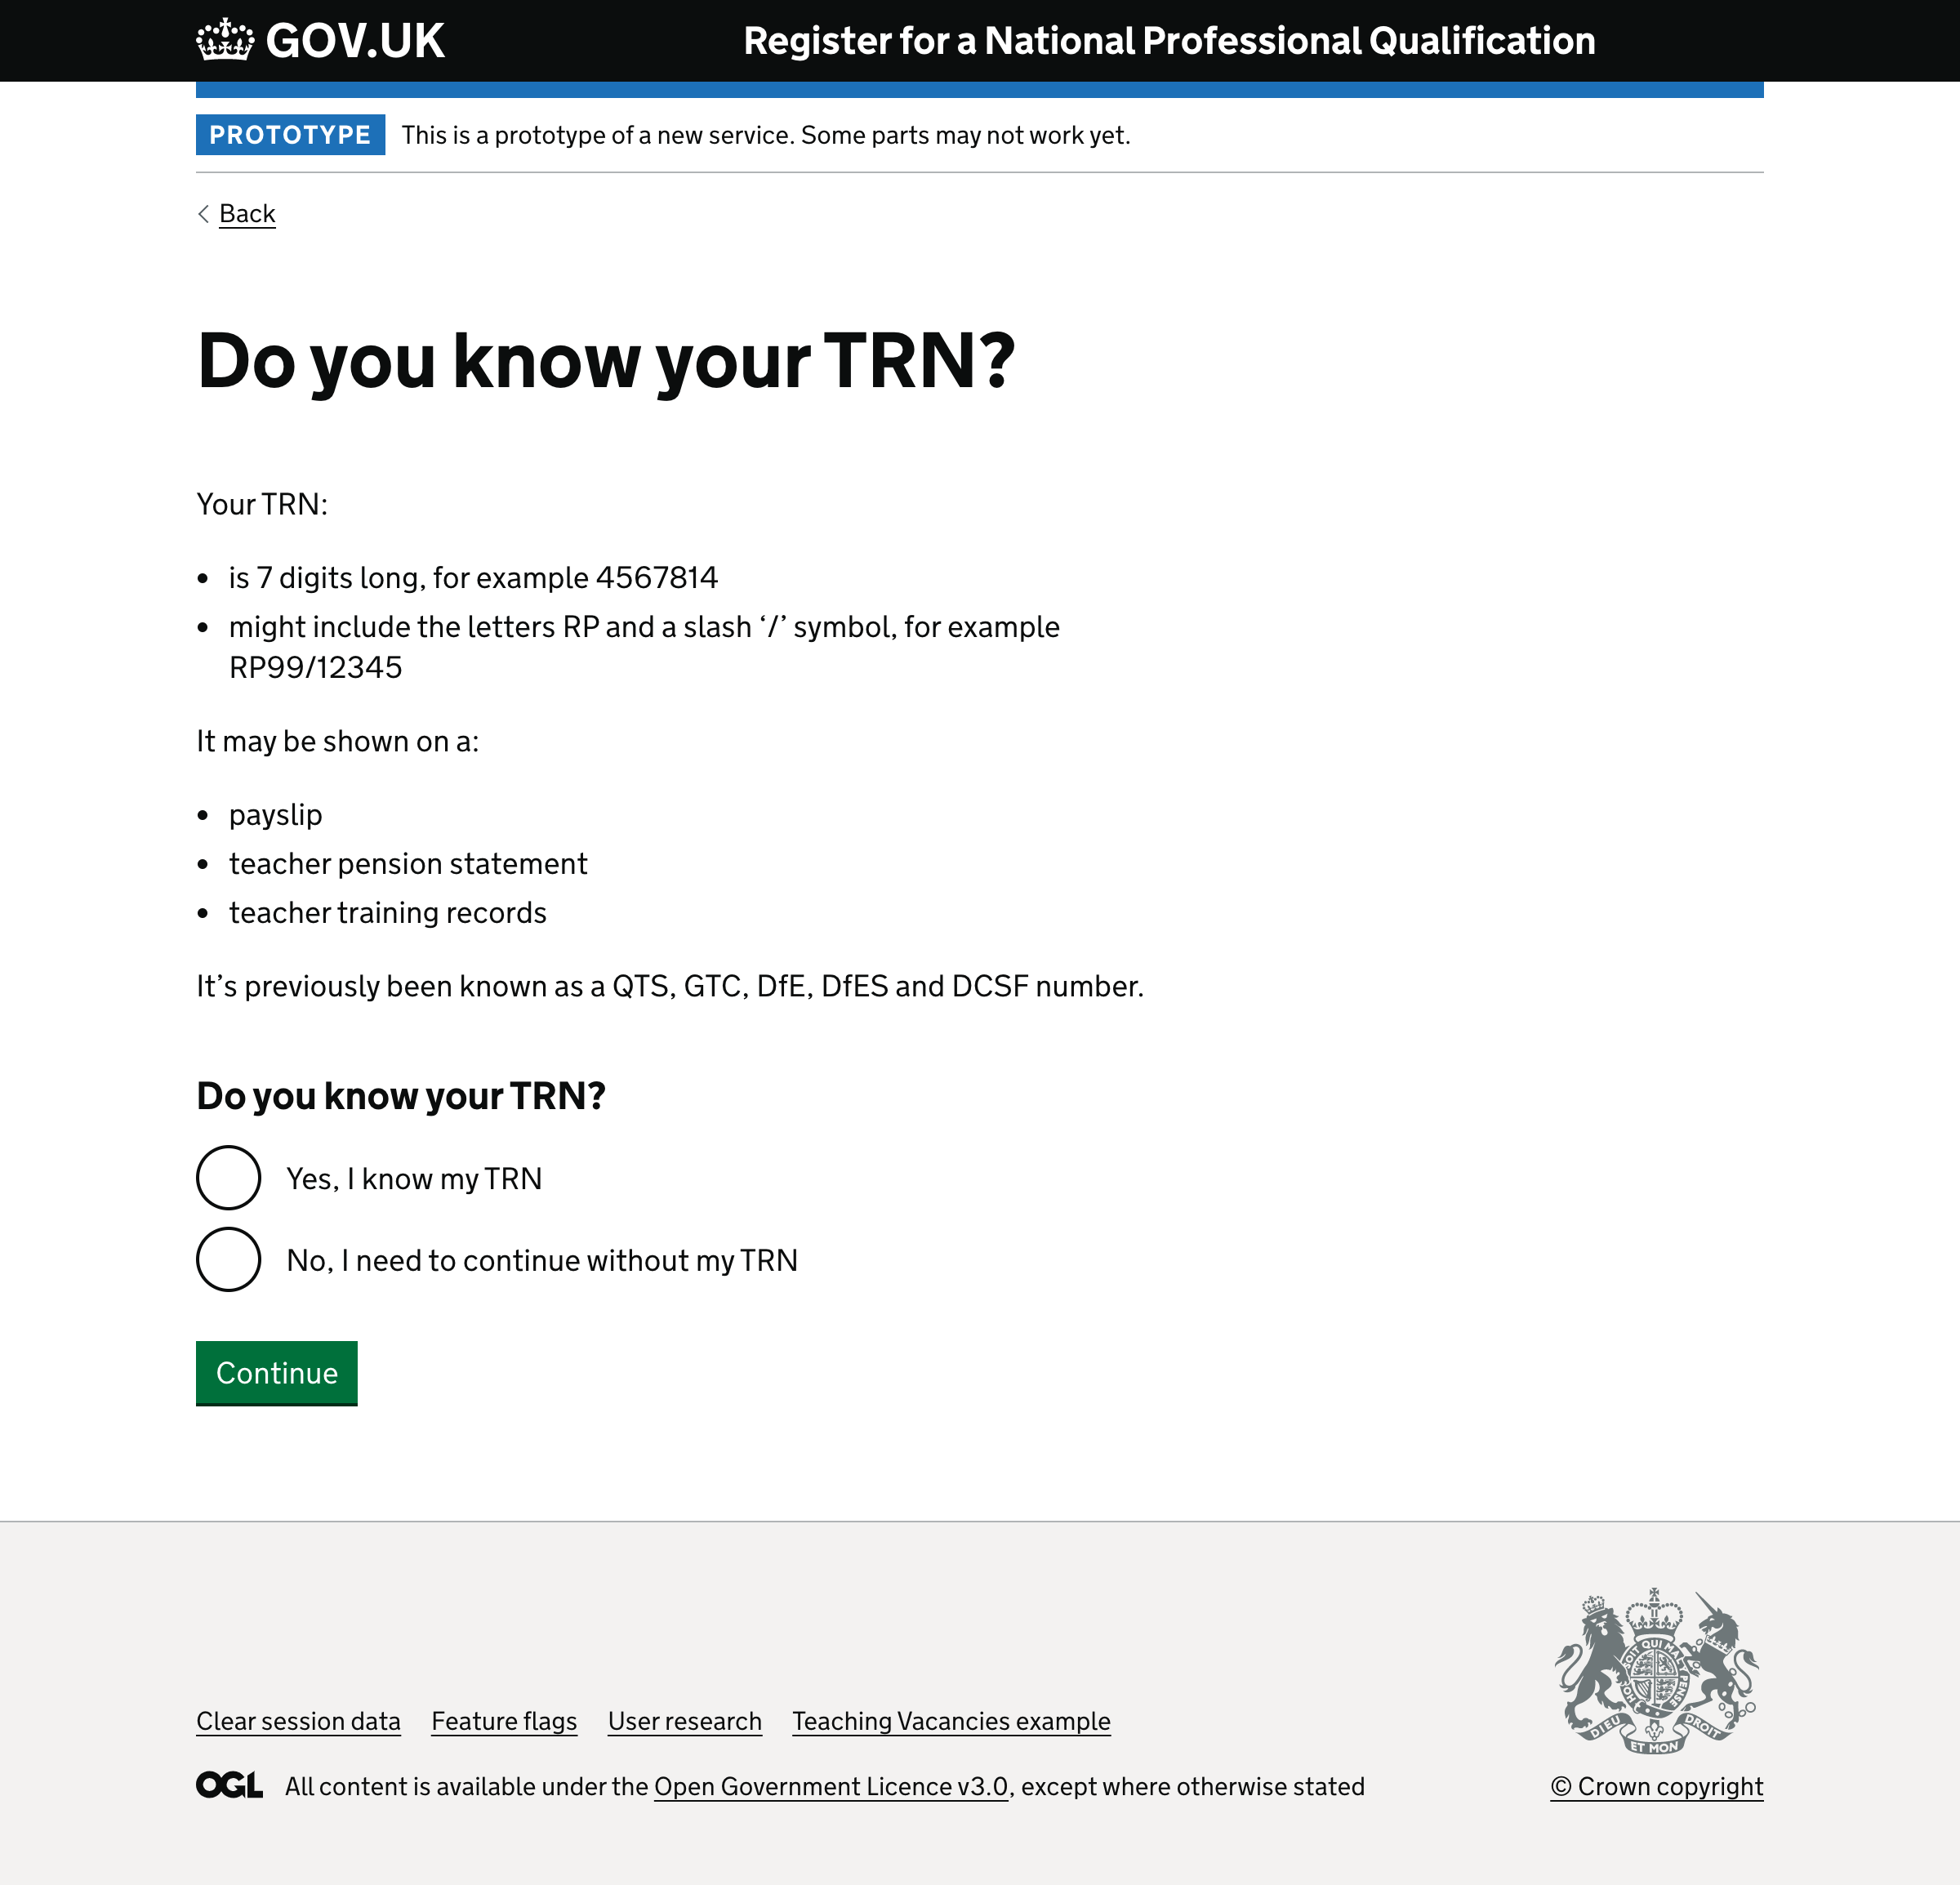 GOV.UK
Register for a National Professional Qualification
PROTOTYPE This is a prototype of a new service. Some parts may not work yet.
Back
Do you know your TRN?
Your TRN:
• is 7 digits long, for example 4567814
• might include the letters RP and a slash ‘/’ symbol, for example
RP99/12345
It may be shown on a:
• payslip
• teacher pension statement
• teacher training records
It’s previously been known as a QTS, GTC, DfE, DfES and DCSF number.
Do you know your TRN?
Yes, I know my TRN
No, I need to continue without my TRN
Continue
Clear session data Feature flags User research Teaching Vacancies example
OGL All content is available under the Open Government Licence v3.0, except where otherwise stated
DIEU ET MON DROIT
© Crown copyright